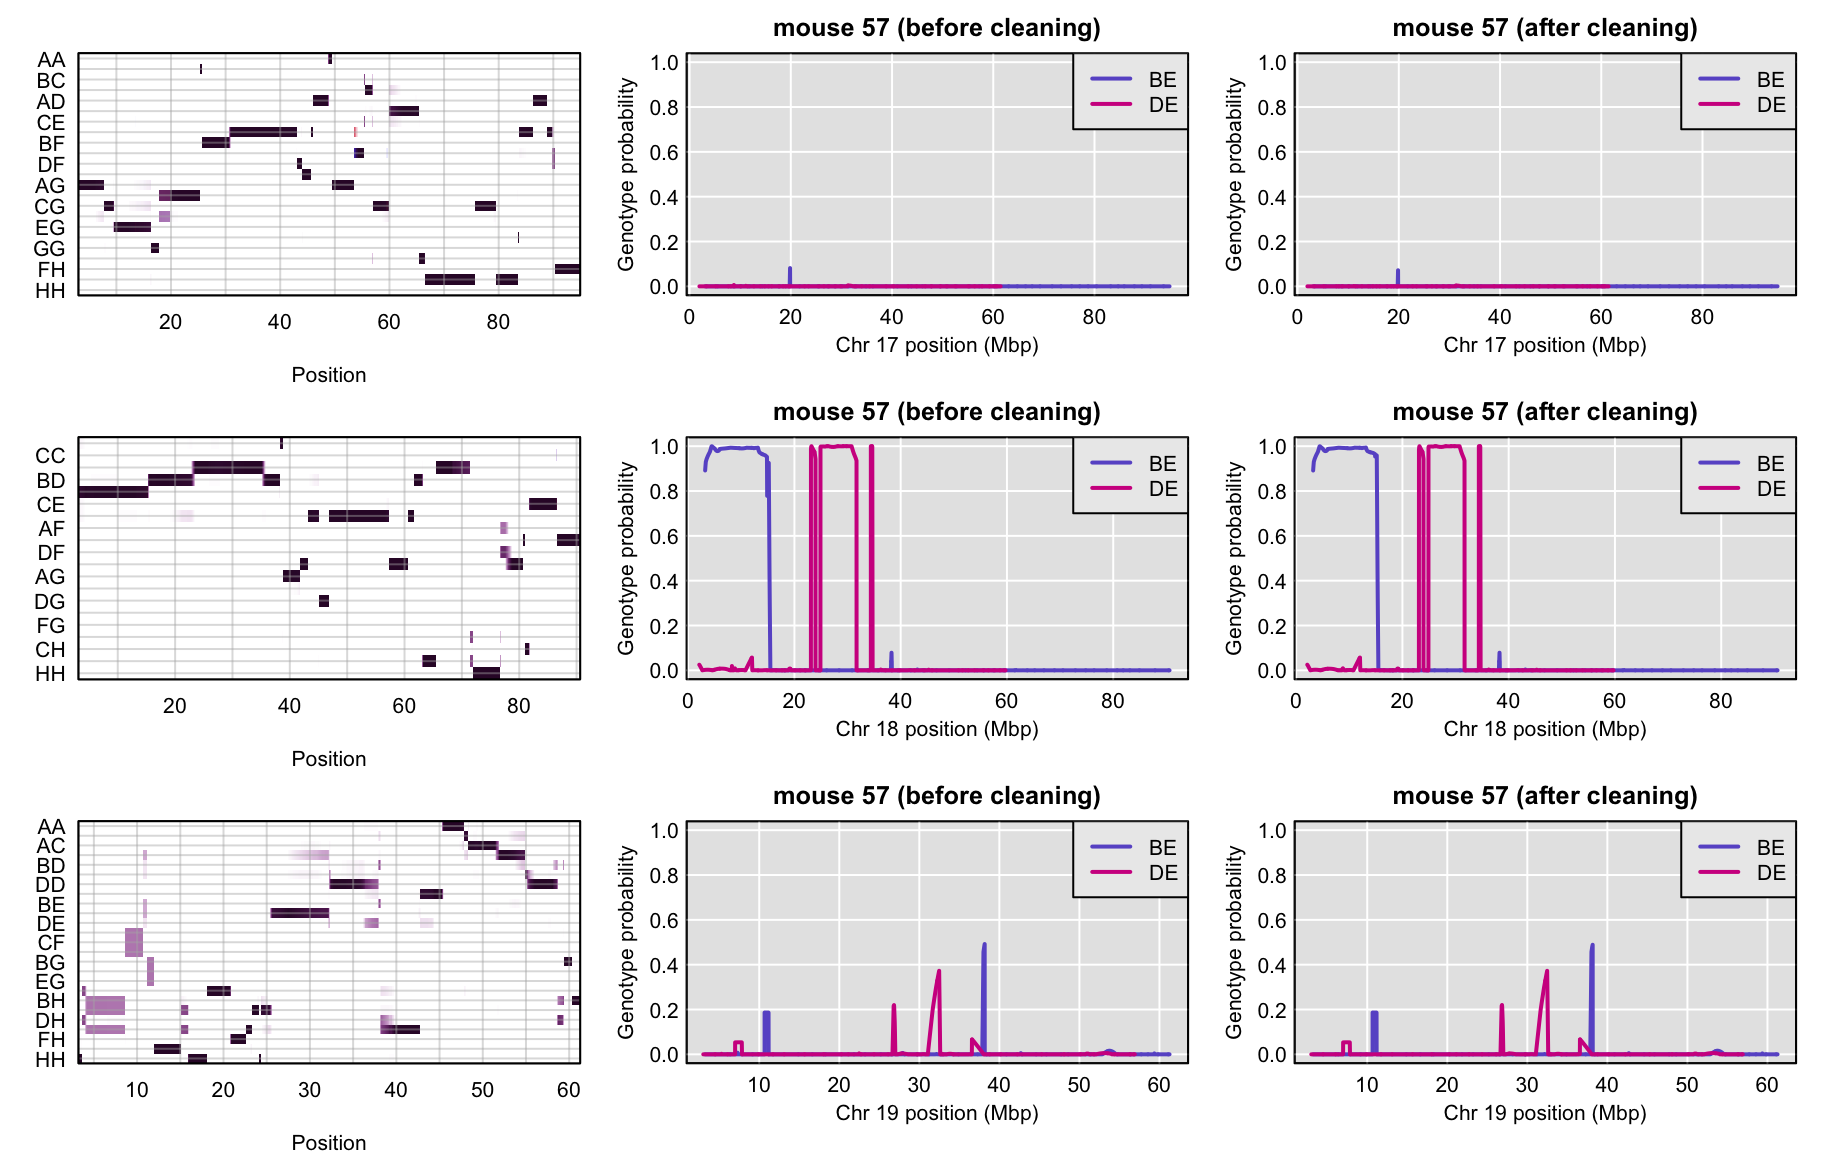 mouse 57 (before cleaning)
mouse 57 (after cleaning)
AA
BC
AD
CE
BF
DF
AG
CG
EG
GG
FH
HH
20 40 60 80
Position
Genotype probability
1.0
0.8
0.6
0.4
0.2
0.0
BE
DE
0 20 40 60 80
Chr 17 position (Mbp)
Genotype probability
1.0
0.8
0.6
0.4
0.2
0.0
BE
DE
0 20 40 60 80
Chr 17 position (Mbp)
mouse 57 (before cleaning)
mouse 57 (after cleaning)
CC
BD
CE
AF
DF
AG
DG
FG
CH
HH
20 40 60 80
Position
Genotype probability
1.0
0.8
0.6
0.4
0.2
0.0
BE
DE
0 20 40 60 80
Chr 18 position (Mbp)
Genotype probability
1.0
0.8
0.6
0.4
0.2
0.0
BE
DE
0 20 40 60 80
Chr 18 position (Mbp)
mouse 57 (before cleaning)
mouse 57 (after cleaning)
AA
AC
BD
DD
BE
DE
CF
BG
EG
BH
DH
FH
HH
10 20 30 40 50 60
Position
Genotype probability
1.0
0.8
0.6
0.4
0.2
0.0
BE
DE
10 20 30 40 50 60
Chr 19 position (Mbp)
Genotype probability
1.0
0.8
0.6
0.4
0.2
0.0
BE
DE
10 20 30 40 50 60
Chr 19 position (Mbp)